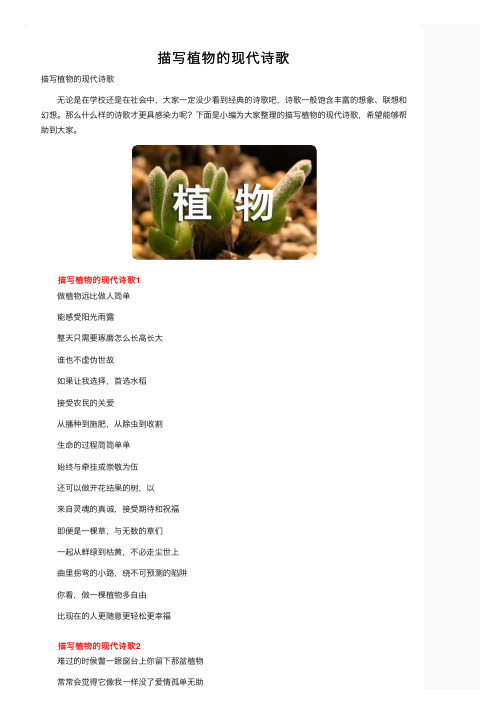 描写植物的现代诗歌
描写植物的现代诗歌
无论是在学校还是在社会中，大家一定没少看到经典的诗歌吧，诗歌一般饱含丰富的想象、联想和
幻想。那么什么样的诗歌才更具感染力呢？下面是小编为大家整理的描写植物的现代诗歌，希望能够帮
助到大家。
植物
描写植物的现代诗歌1
做植物远比做人简单
能感受阳光雨露
整天只需要琢磨怎么长高长大
谁也不虚伪世故
如果让我选择，首选水稻
接受农民的关爱
从播种到施肥，从除虫到收割
生命的过程简简单单
始终与牵挂或崇敬为伍
还可以做开花结果的树，以
来自灵魂的真诚，接受期待和祝福
即便是一棵草，与无数的草们
一起从鲜绿到枯黄，不必走尘世上
曲里拐弯的小路，绕不可预测的陷阱
你看，做一棵植物多自由
比现在的人更随意更轻松更幸福
描写植物的现代诗歌2
难过的时候瞥一眼窗台上你留下那盆植物
常常会觉得它像我一样没了爱情孤单无助